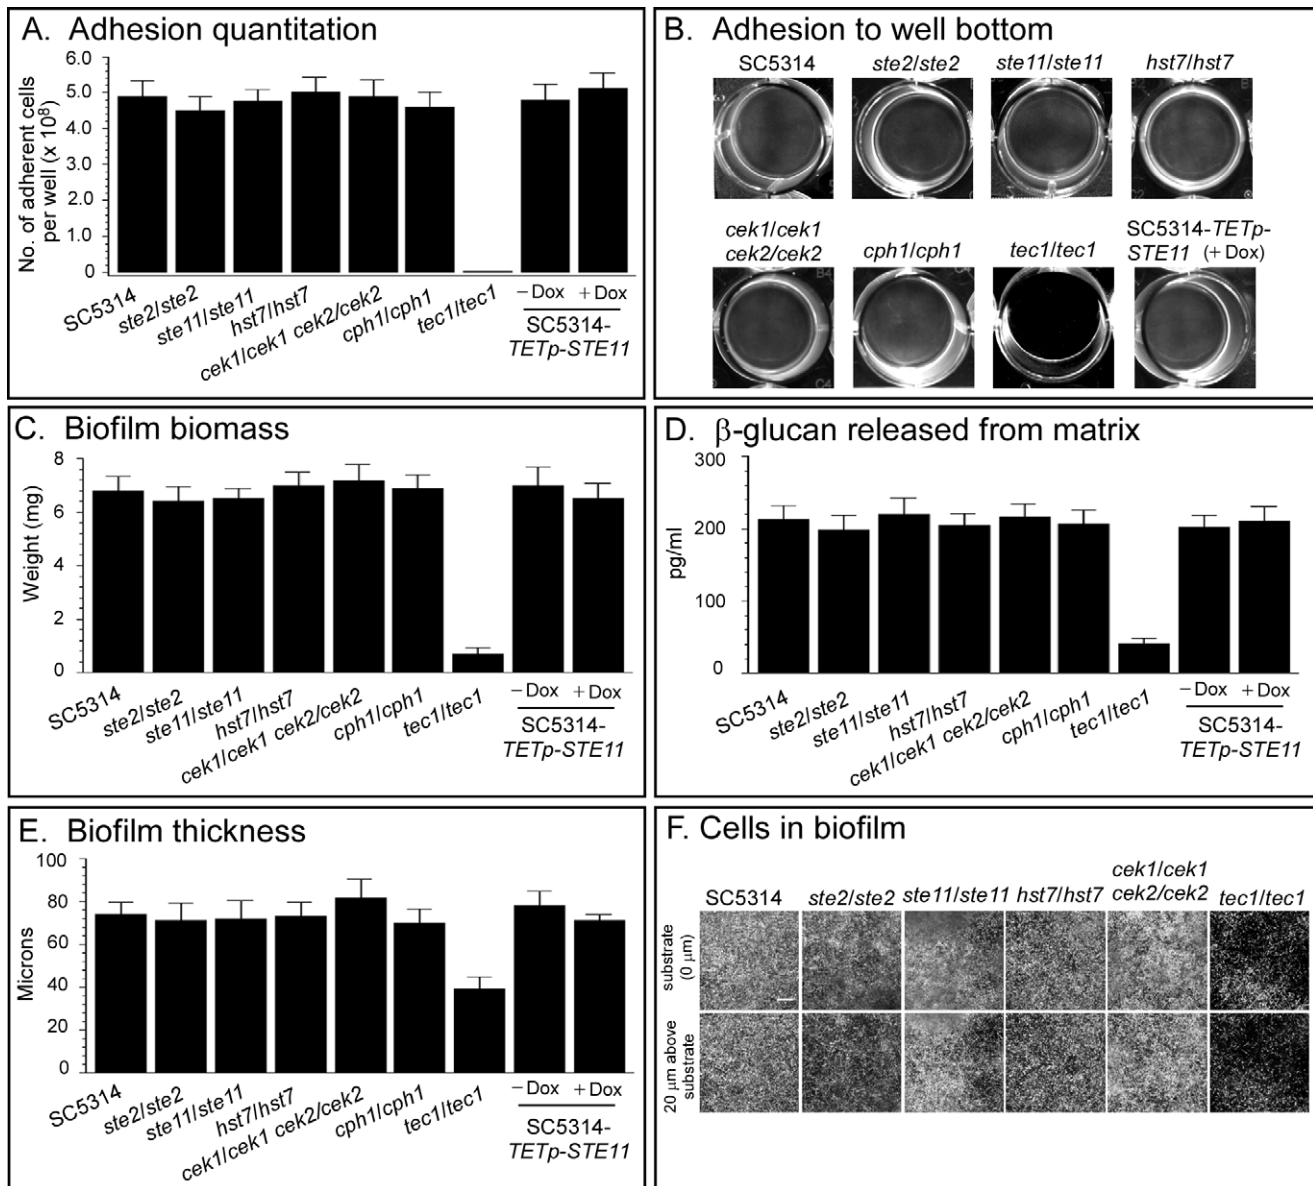 A. Adhesion quantitation
No. of adherent cells
per well (x 10⁸)
6.0
5.0
4.0
3.0
2.0
1.0
0
SC5314
ste2/ste2
ste11/ste11
hst7/hst7
cek1/cek1 cek2/cek2
cph1/cph1
tec1/tec1
– Dox + Dox
SC5314-
TETp-STE11
B. Adhesion to well bottom
SC5314 ste2/ste2 ste11/ste11 hst7/hst7
cek1/cek1
cek2/cek2
cph1/cph1
tec1/tec1
SC5314-TETp-
STE11 (+ Dox)
B4
C4
C2
C. Biofilm biomass
Weight (mg)
8
6
4
2
0
SC5314
ste2/ste2
ste11/ste11
hst7/hst7
cek1/cek1 cek2/cek2
cph1/cph1
tec1/tec1
– Dox + Dox
SC5314-
TETp-STE11
D. β-glucan released from matrix
pg/ml
300
200
100
0
SC5314
ste2/ste2
ste11/ste11
hst7/hst7
cek1/cek1 cek2/cek2
cph1/cph1
tec1/tec1
– Dox + Dox
SC5314-
TETp-STE11
E. Biofilm thickness
Microns
100
80
60
40
20
0
SC5314
ste2/ste2
ste11/ste11
hst7/hst7
cek1/cek1 cek2/cek2
cph1/cph1
tec1/tec1
– Dox + Dox
SC5314-
TETp-STE11
F. Cells in biofilm
SC5314 ste2/ste2 ste11/ste11 hst7/hst7
cek1/cek1
cek2/cek2
tec1/tec1
substrate
(0 µm)
20 µm above
substrate